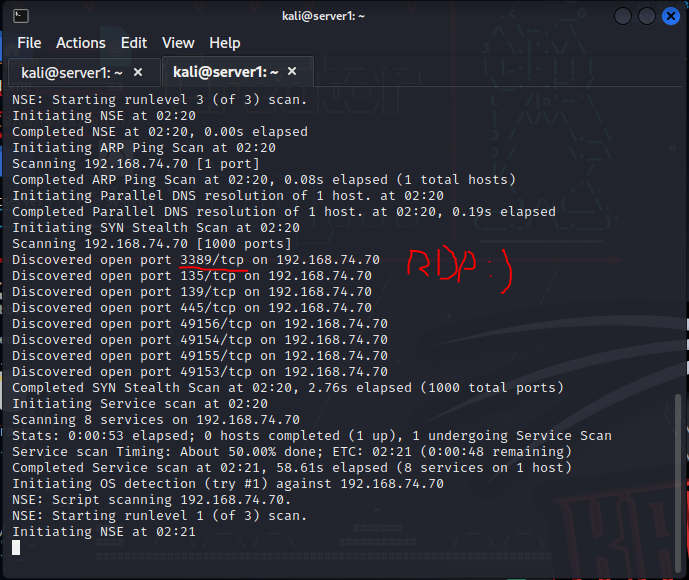 kali@server1: ~
File Actions Edit View Help
kali@server1: ~ × kali@server1: ~ ×
NSE: Starting runlevel 3 (of 3) scan.
Initiating NSE at 02:20
Completed NSE at 02:20, 0.00s elapsed
Initiating ARP Ping Scan at 02:20
Scanning 192.168.74.70 [1 port]
Completed ARP Ping Scan at 02:20, 0.08s elapsed (1 total hosts)
Initiating Parallel DNS resolution of 1 host. at 02:20
Completed Parallel DNS resolution of 1 host. at 02:20, 0.19s elapsed
Initiating SYN Stealth Scan at 02:20
Scanning 192.168.74.70 [1000 ports]
Discovered open port 3389/tcp on 192.168.74.70 RDP :)
Discovered open port 135/tcp on 192.168.74.70
Discovered open port 139/tcp on 192.168.74.70
Discovered open port 445/tcp on 192.168.74.70
Discovered open port 49156/tcp on 192.168.74.70
Discovered open port 49154/tcp on 192.168.74.70
Discovered open port 49155/tcp on 192.168.74.70
Discovered open port 49153/tcp on 192.168.74.70
Completed SYN Stealth Scan at 02:20, 2.76s elapsed (1000 total ports)
Initiating Service scan at 02:20
Scanning 8 services on 192.168.74.70
Stats: 0:00:53 elapsed; 0 hosts completed (1 up), 1 undergoing Service Scan
Service scan Timing: About 50.00% done; ETC: 02:21 (0:00:48 remaining)
Completed Service scan at 02:21, 58.61s elapsed (8 services on 1 host)
Initiating OS detection (try #1) against 192.168.74.70
NSE: Script scanning 192.168.74.70.
NSE: Starting runlevel 1 (of 3) scan.
Initiating NSE at 02:21